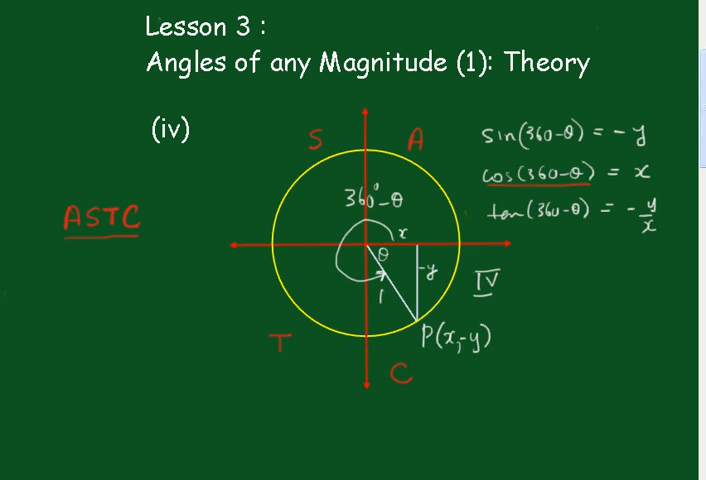 Lesson 3 :
Angles of any Magnitude (1): Theory
(iv)
S A
sin(360-θ) = -y
cos(360-θ) = x
tan(360-θ) = -y/x
360°-θ
ASTC
x
θ
-y
1
IV
P(x,-y)
T
C